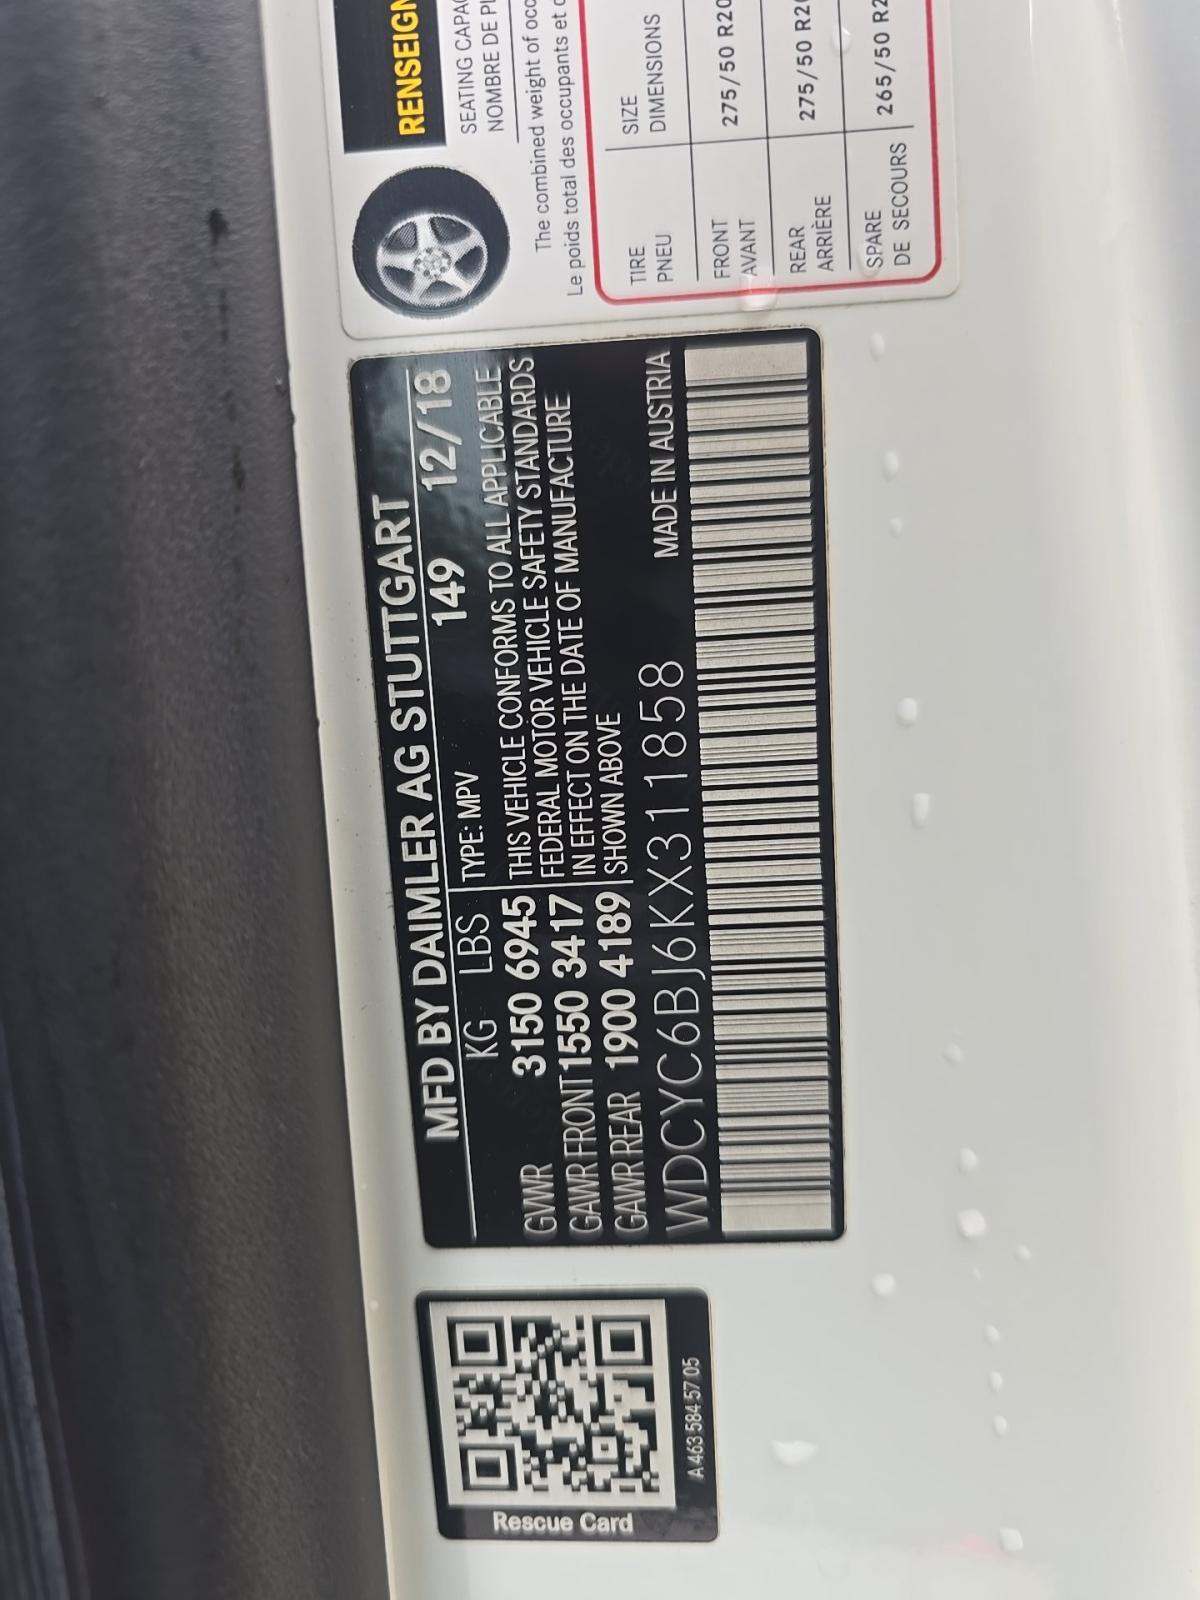 RENSEIGN
SEATING CAPAC
NOMBRE DE PL
The combined weight of occ
Le poids total des occupants et d
TIRE SIZE
PNEU DIMENSIONS
FRONT 275/50 R20
AVANT
REAR 275/50 R20
ARRIÈRE
SPARE 265/50 R2
DE SECOURS
MFD BY DAIMLER AG STUTTGART
KG LBS TYPE: MPV 149 12/18
GVWR 3150 6945 THIS VEHICLE CONFORMS TO ALL APPLICABLE
GAWR FRONT 1550 3417 FEDERAL MOTOR VEHICLE SAFETY STANDARDS
IN EFFECT ON THE DATE OF MANUFACTURE
GAWR REAR 1900 4189 SHOWN ABOVE
WDCYC6BJ6KX311858 MADE IN AUSTRIA
Rescue Card
A 463 584 57 05